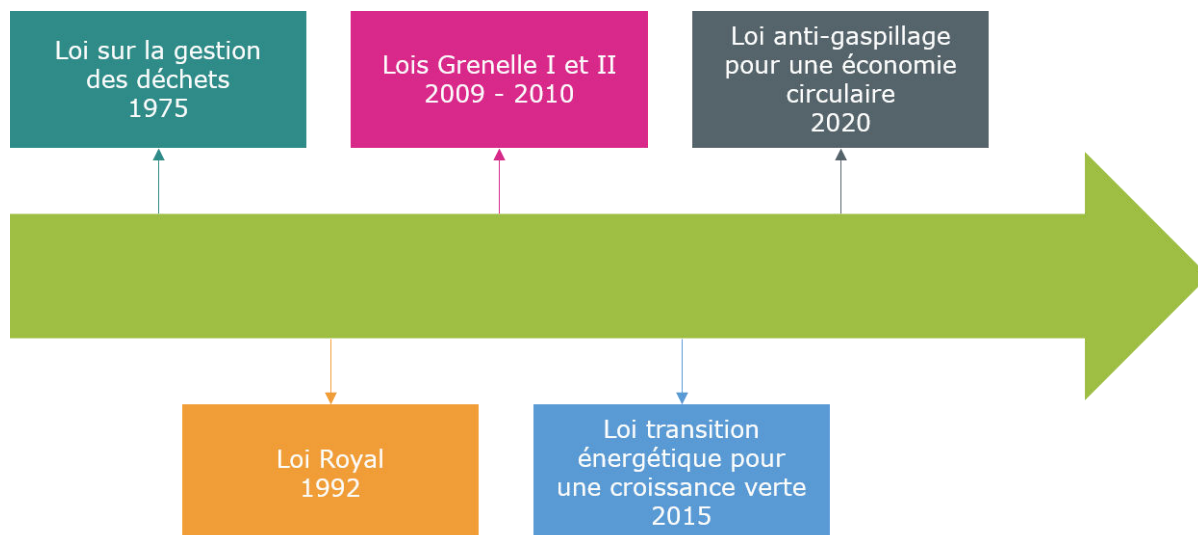 Loi sur la gestion
des déchets
1975
Lois Grenelle I et II
2009 - 2010
Loi anti-gaspillage
pour une économie
circulaire
2020
Loi Royal
1992
Loi transition
énergétique pour
une croissance verte
2015